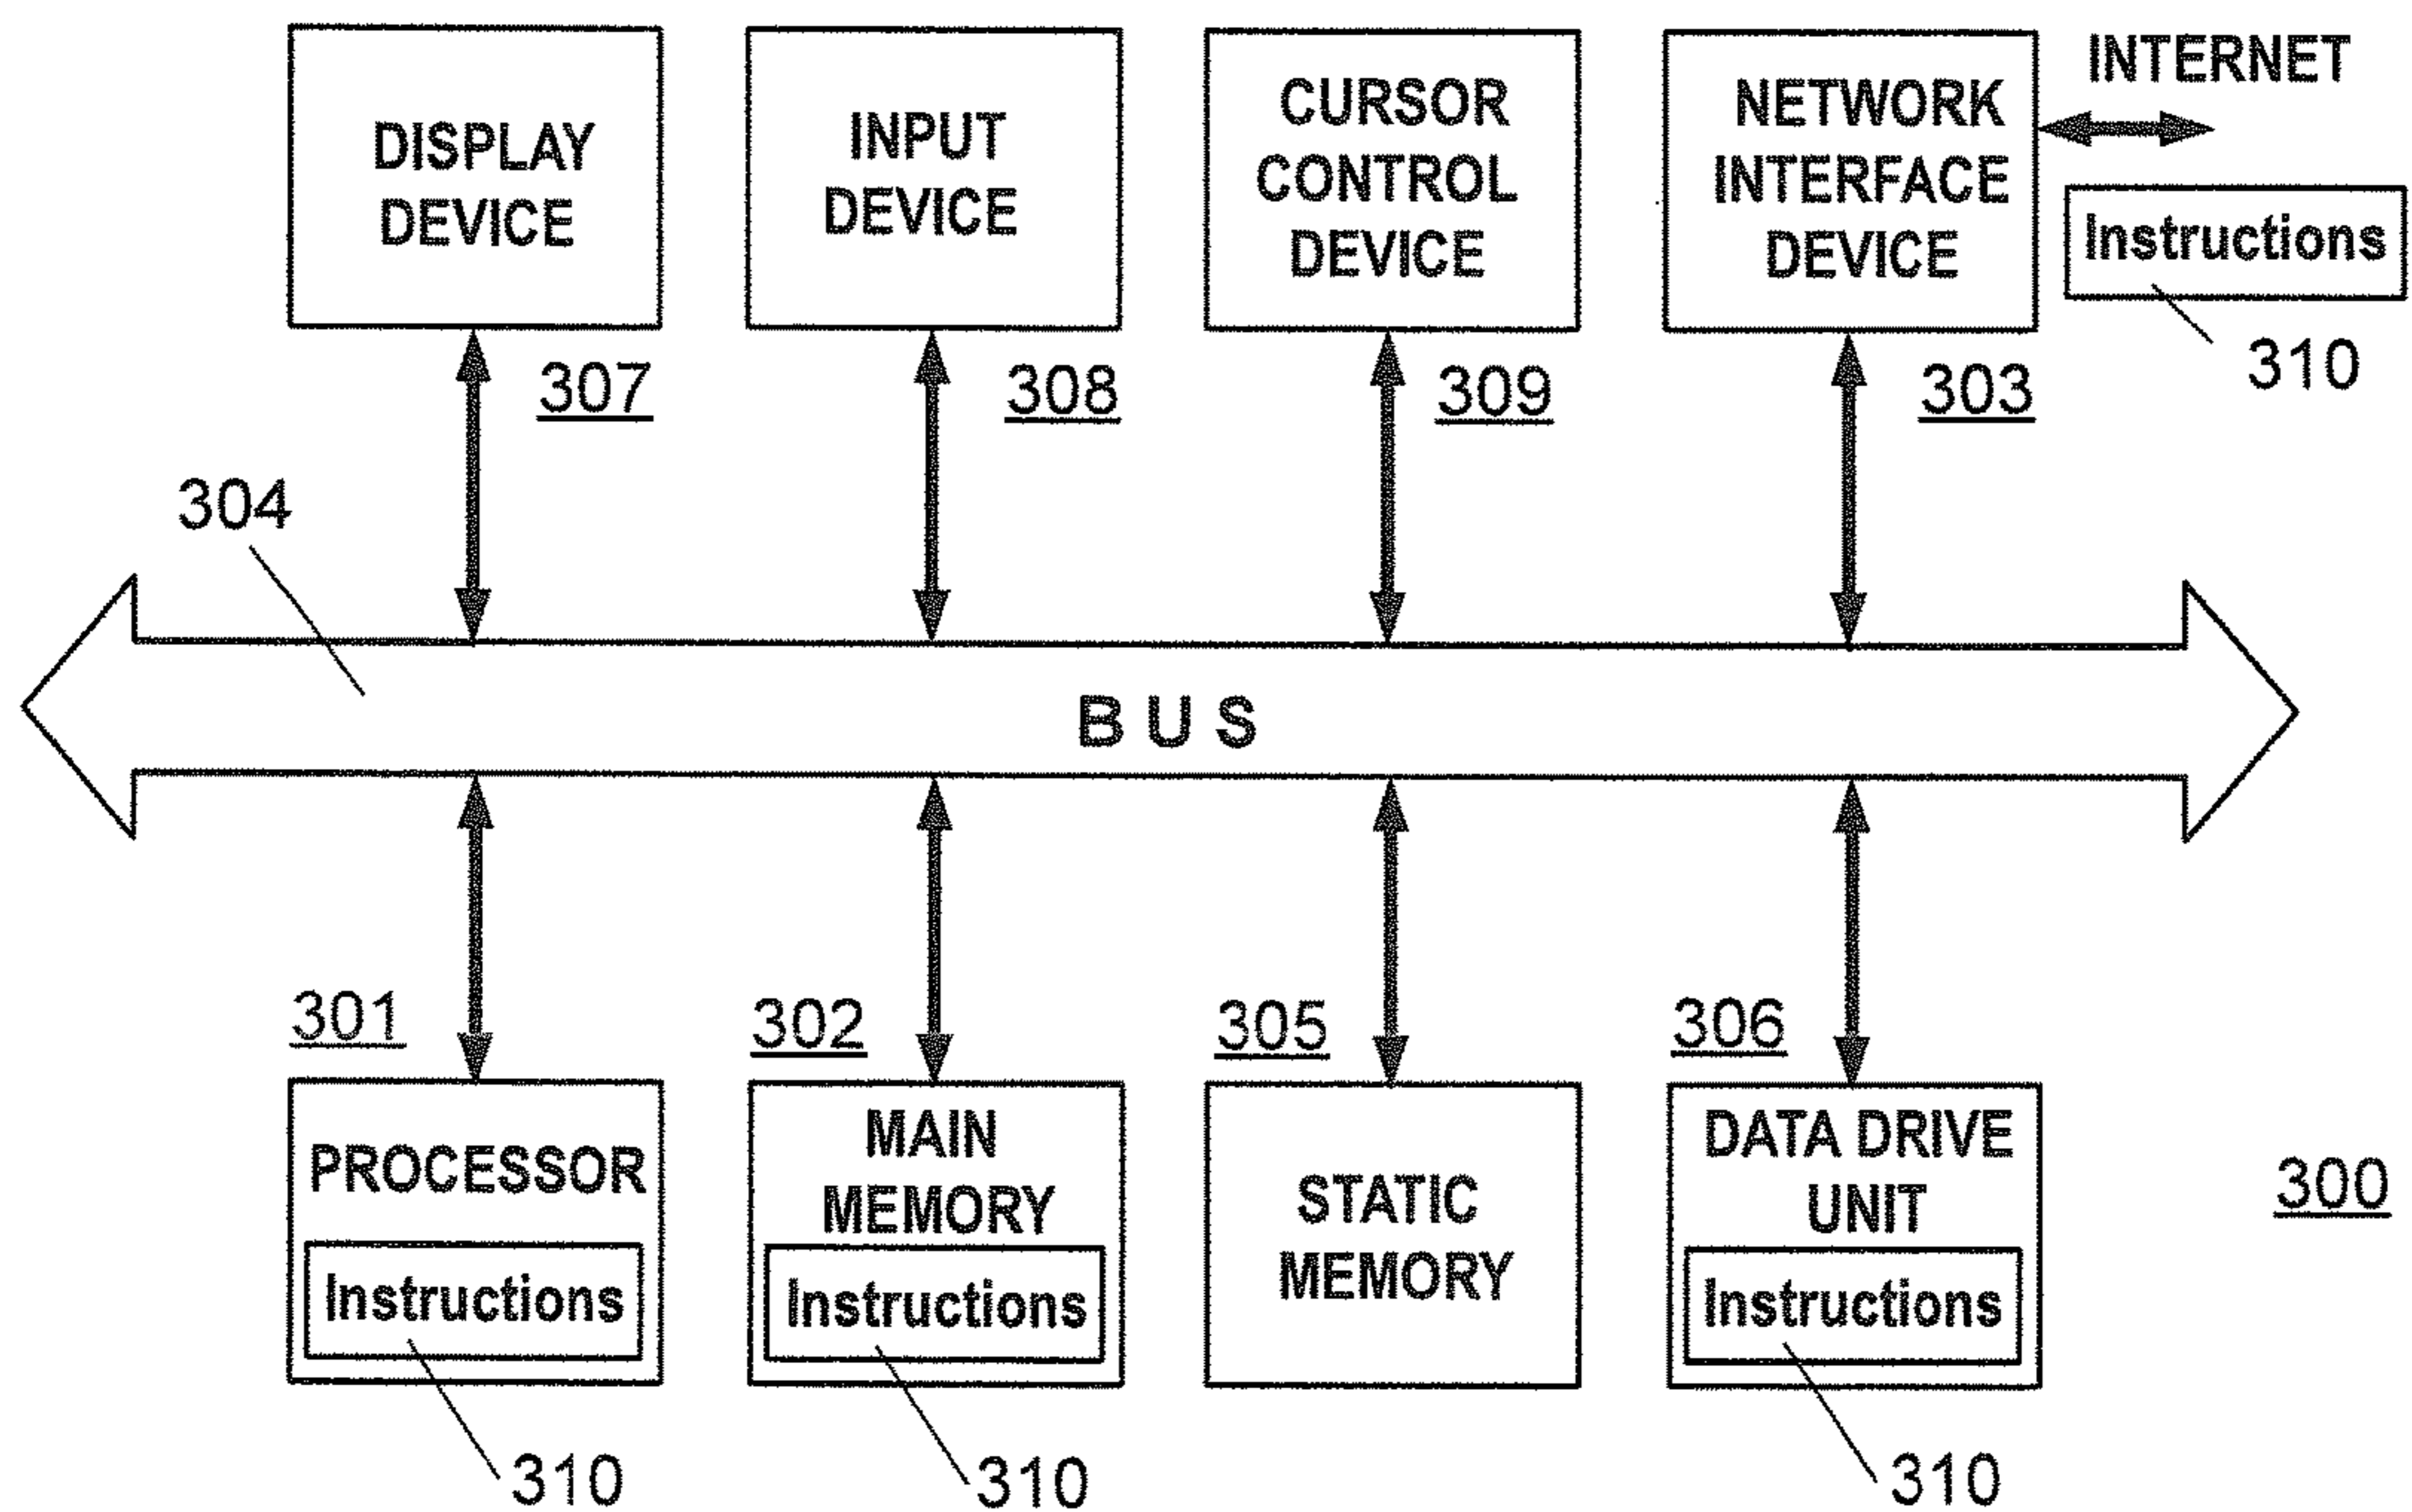 DISPLAY
DEVICE
307
INPUT
DEVICE
308
CURSOR
CONTROL
DEVICE
309
NETWORK
INTERFACE
DEVICE
303
INTERNET
Instructions
310
304
BUS
301
PROCESSOR
Instructions
310
302
MAIN
MEMORY
Instructions
310
305
STATIC
MEMORY
306
DATA DRIVE
UNIT
Instructions
310
300